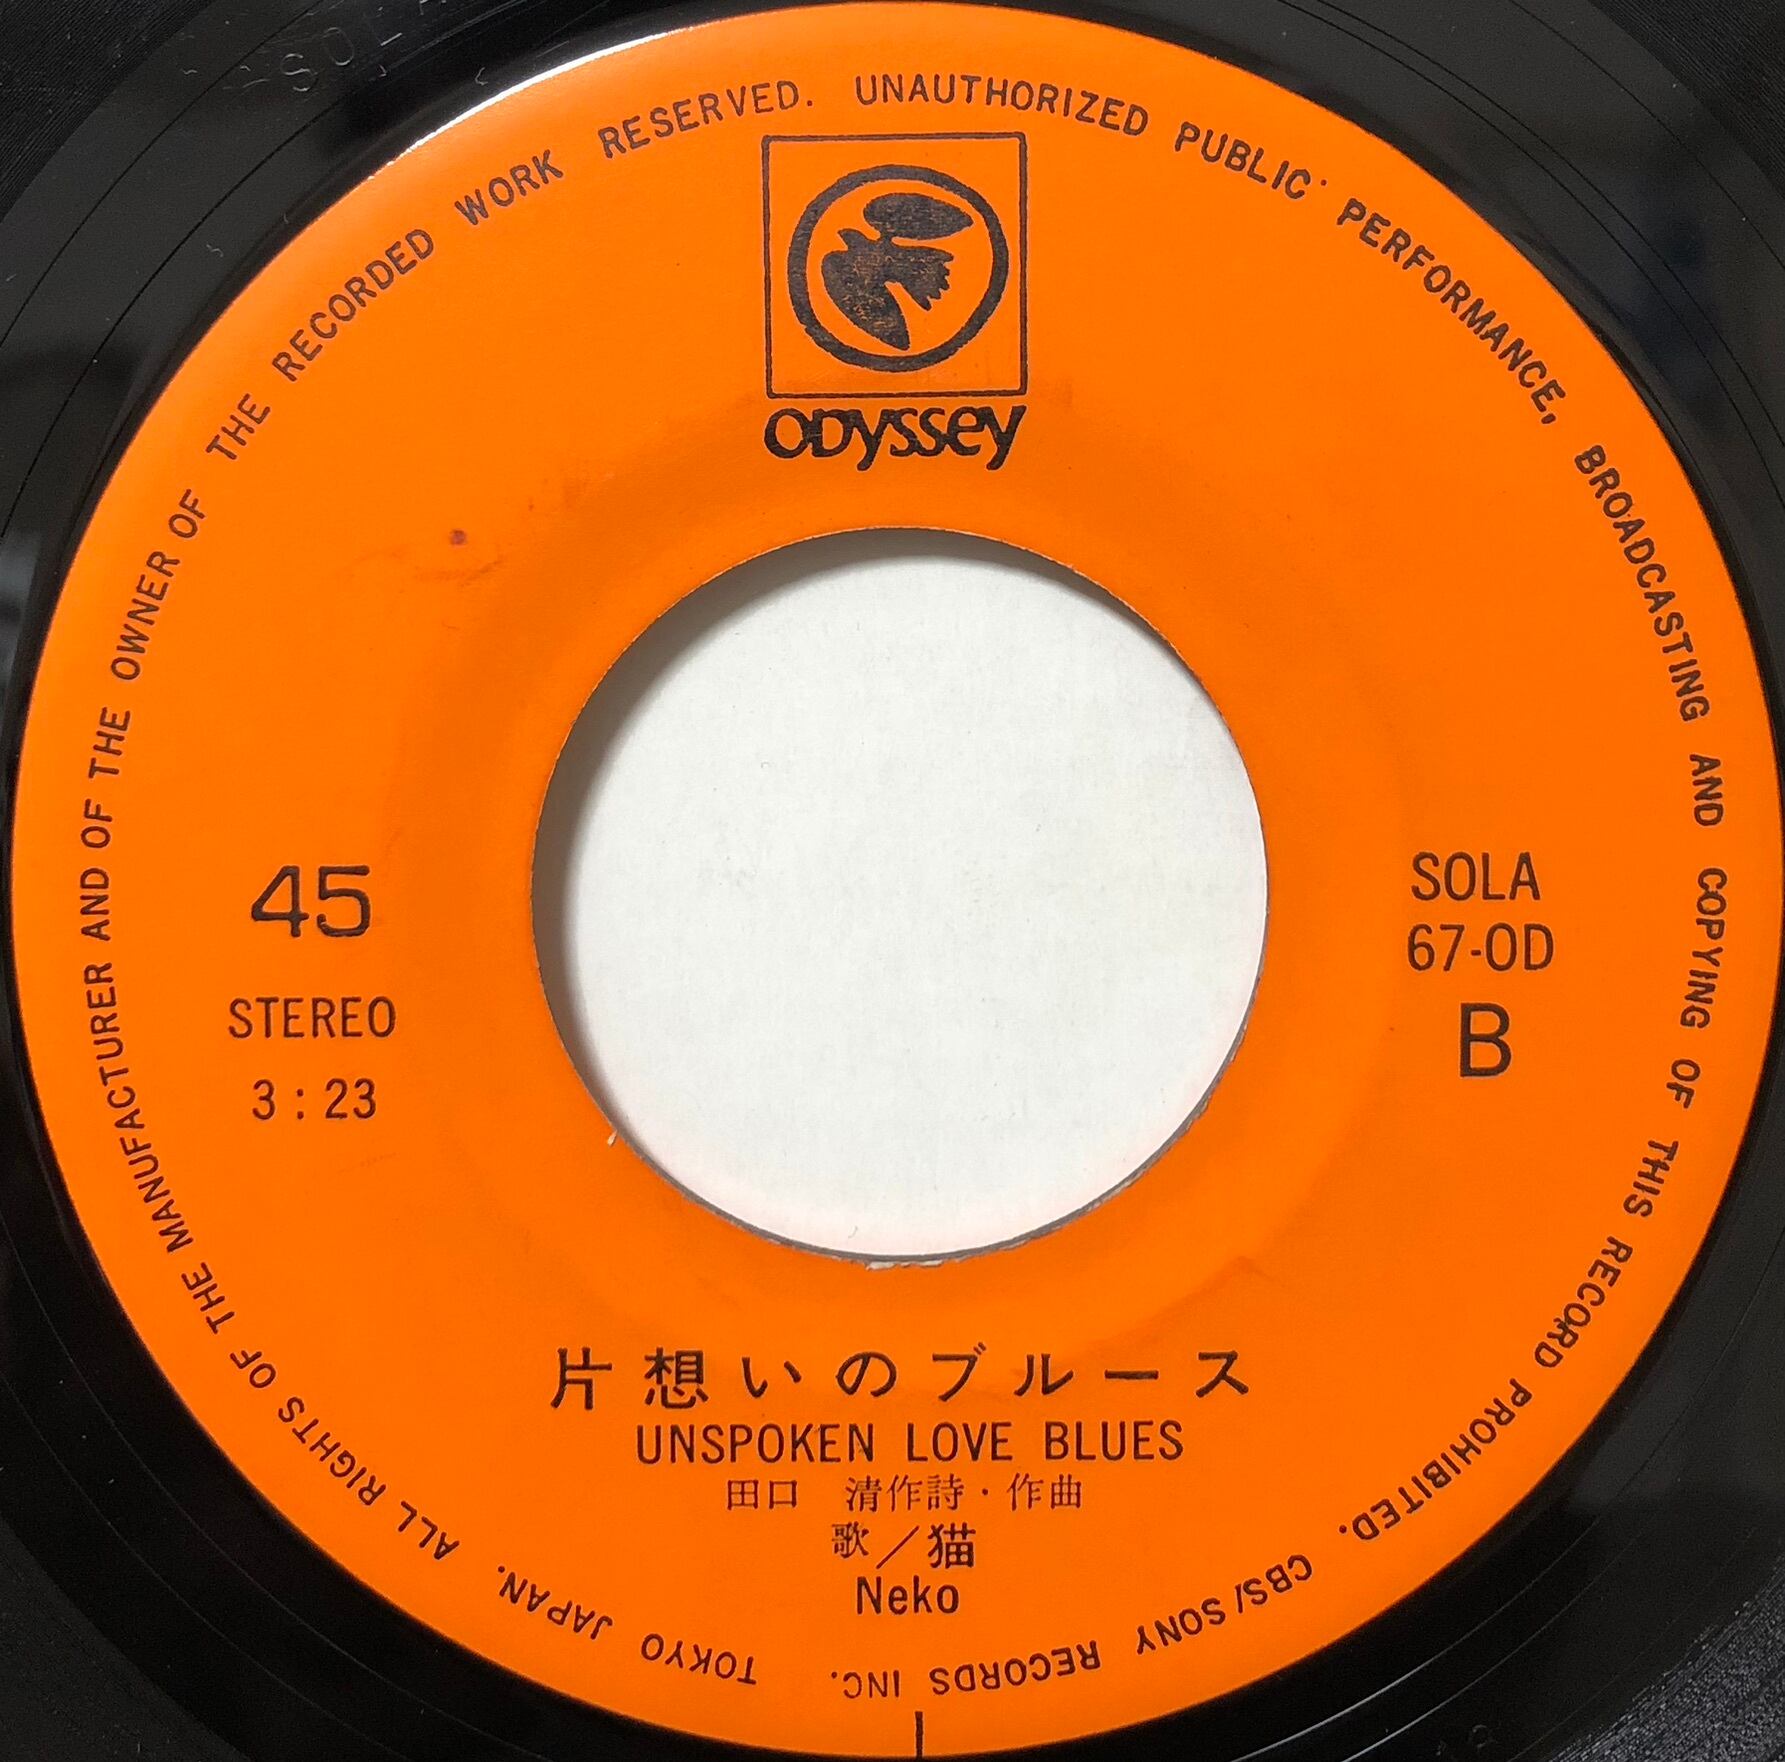 ODYSSEY
45
STEREO
3:23
SOLA
67-OD
B
片想いのブルース
UNSPOKEN LOVE BLUES
田口 清作詩・作曲
歌／猫
Neko
ALL RIGHTS OF THE MANUFACTURER AND OF THE OWNER OF THE RECORDED WORK RESERVED. UNAUTHORIZED PUBLIC PERFORMANCE, BROADCASTING AND COPYING OF THIS RECORD PROHIBITED. CBS/SONY RECORDS INC. TOKYO JAPAN.